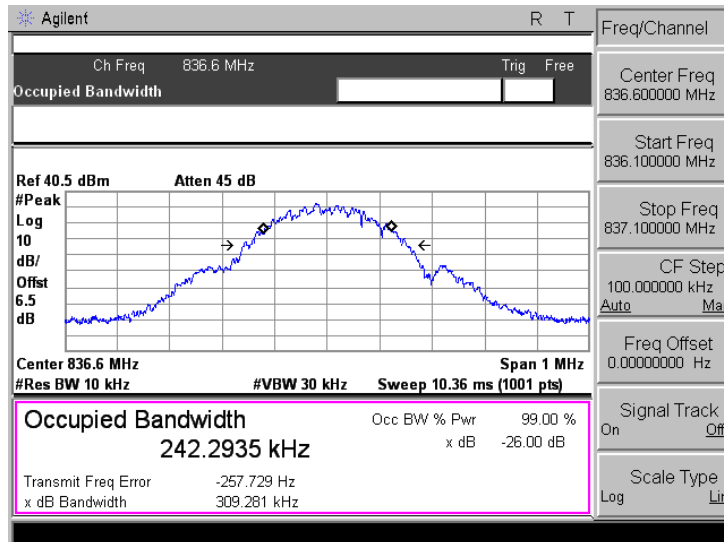 Agilent
R T
Ch Freq 836.6 MHz Trig Free
Occupied Bandwidth
Ref 40.5 dBm Atten 45 dB
#Peak
Log
10
dB/
Offst
6.5
dB
Center 836.6 MHz Span 1 MHz
#Res BW 10 kHz #VBW 30 kHz Sweep 10.36 ms (1001 pts)
Occupied Bandwidth
242.2935 kHz
Occ BW % Pwr 99.00 %
x dB -26.00 dB
Transmit Freq Error -257.729 Hz
x dB Bandwidth 309.281 kHz
Freq/Channel
Center Freq
836.600000 MHz
Start Freq
836.100000 MHz
Stop Freq
837.100000 MHz
CF Step
100.000000 kHz
Auto Ma
Freq Offset
0.00000000 Hz
Signal Track
On Off
Scale Type
Log Lin